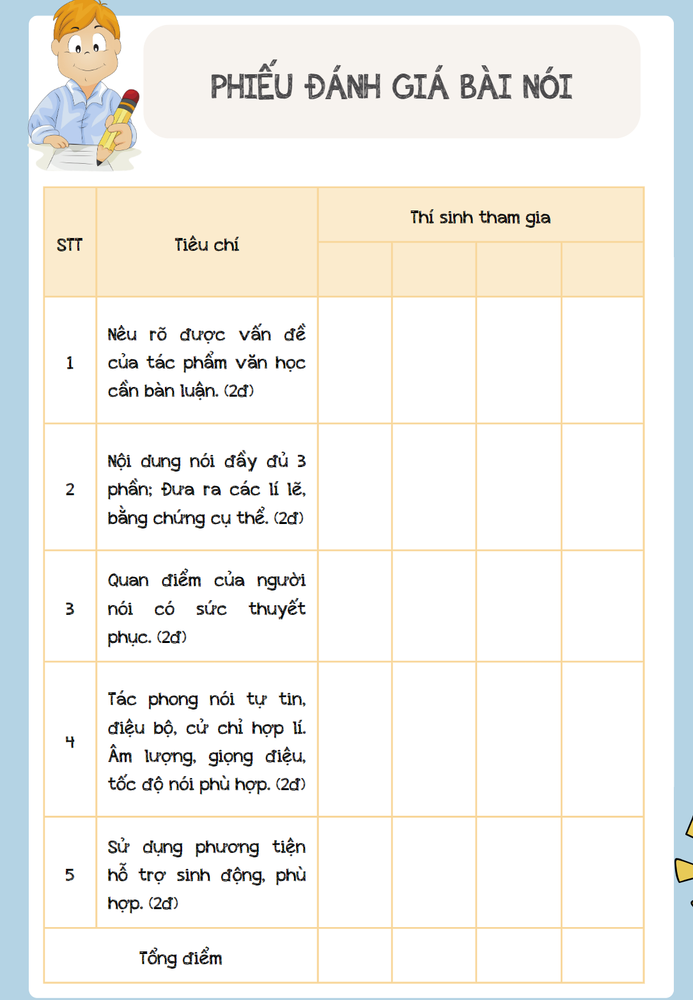 PHIẾU ĐÁNH GIÁ BÀI NÓI
STT
Tiêu chí
Thí sinh tham gia
1
Nêu rõ được vấn đề
của tác phẩm văn học
cần bàn luận. (2đ)
2
Nội dung nói đầy đủ 3
phần; Đưa ra các lí lẽ,
bằng chứng cụ thể. (2đ)
3
Quan điểm của người
nói có sức thuyết
phục. (2đ)
4
Tác phong nói tự tin,
điệu bộ, cử chỉ hợp lí.
Âm lượng, giọng điệu,
tốc độ nói phù hợp. (2đ)
5
Sử dụng phương tiện
hỗ trợ sinh động, phù
hợp. (2đ)
Tổng điểm